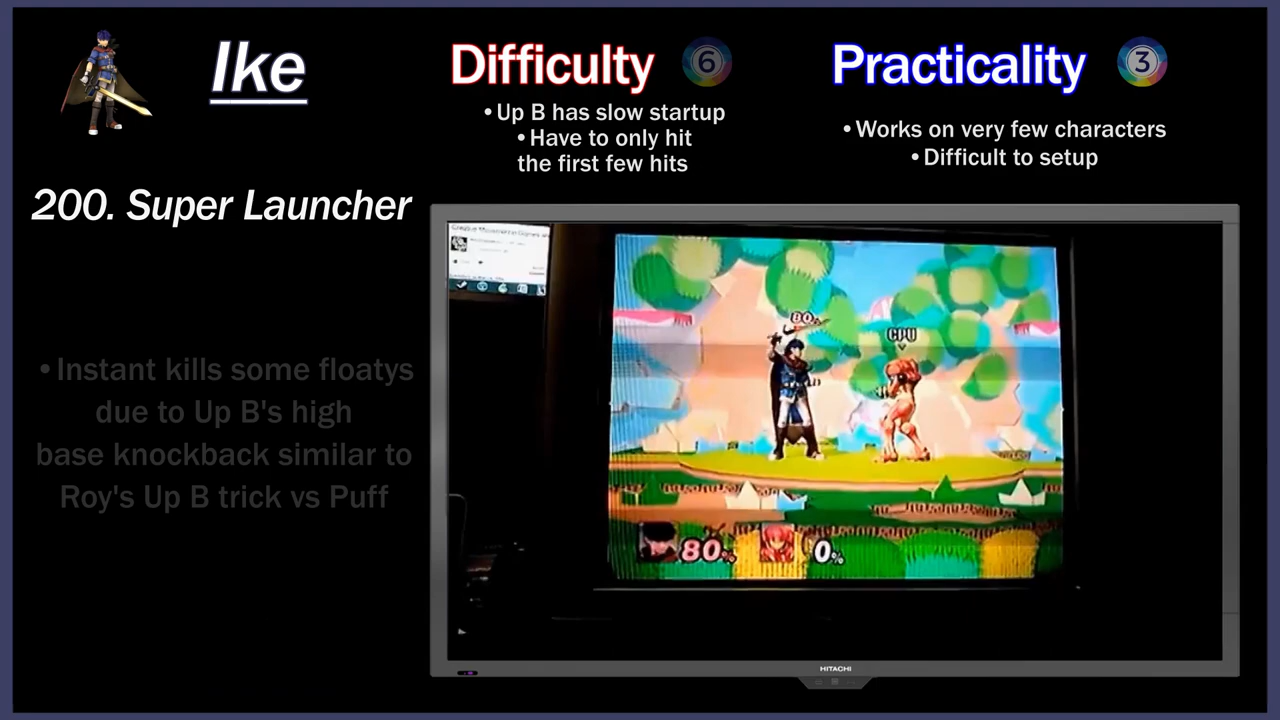 Ike
Difficulty 6
•Up B has slow startup
•Have to only hit
the first few hits
Practicality 3
•Works on very few characters
•Difficult to setup
200. Super Launcher
•Instant kills some floatys
due to Up B's high
base knockback similar to
Roy's Up B trick vs Puff
80
CPU
80%
0%
HITACHI